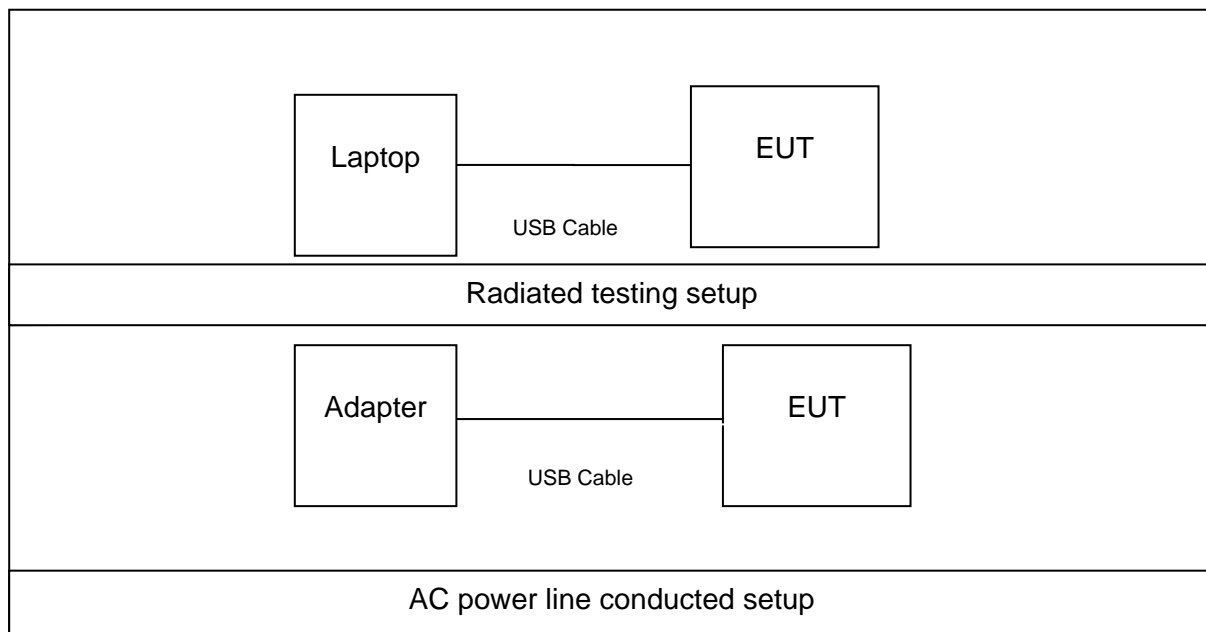 Laptop
EUT
USB Cable
Radiated testing setup
Adapter
EUT
USB Cable
AC power line conducted setup